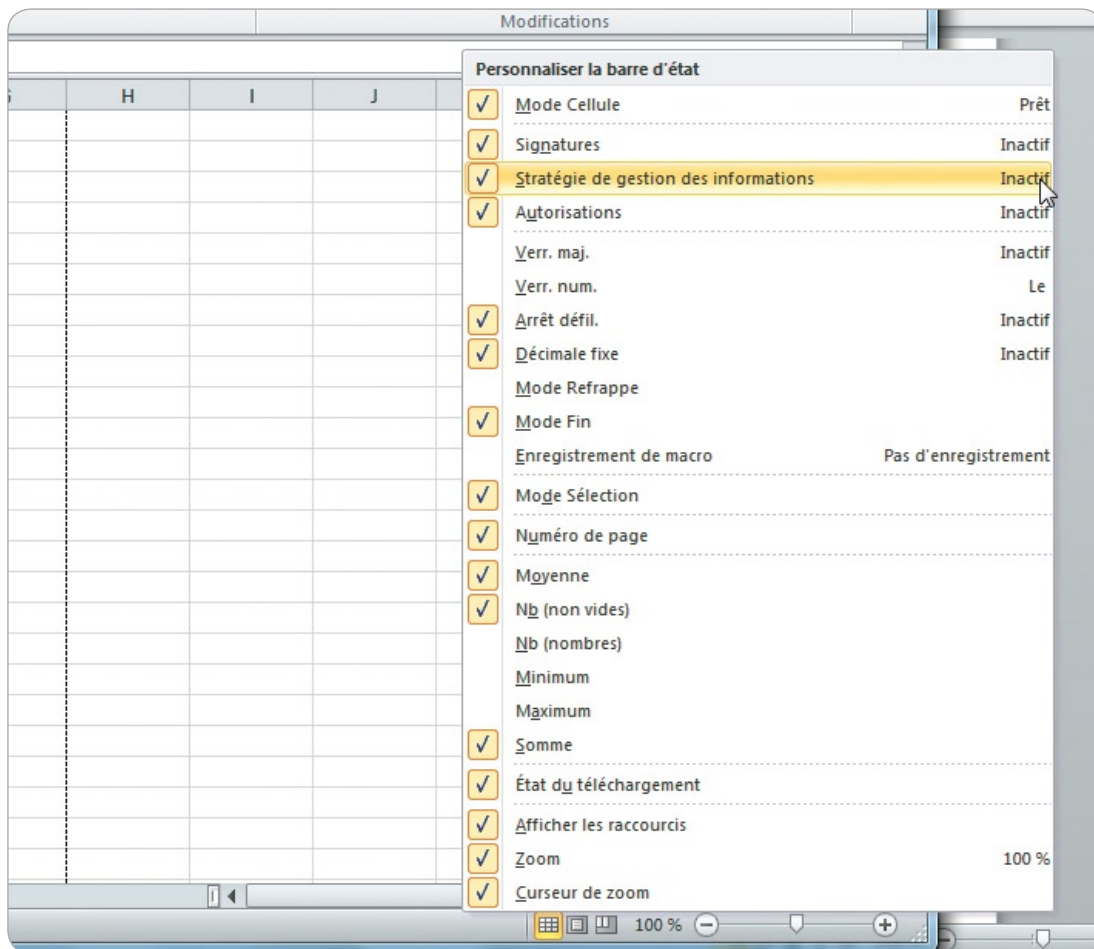 Modifications
Personnaliser la barre d'état
H I J
Mode Cellule Prêt
Signatures Inactif
Stratégie de gestion des informations Inactif
Autorisations Inactif
Verr. maj. Inactif
Verr. num. Le
Arrêt défil. Inactif
Décimale fixe Inactif
Mode Refrappe
Mode Fin
Enregistrement de macro Pas d'enregistrement
Mode Sélection
Numéro de page
Moyenne
Nb (non vides)
Nb (nombres)
Minimum
Maximum
Somme
État du téléchargement
Afficher les raccourcis
Zoom 100 %
Curseur de zoom
100 %